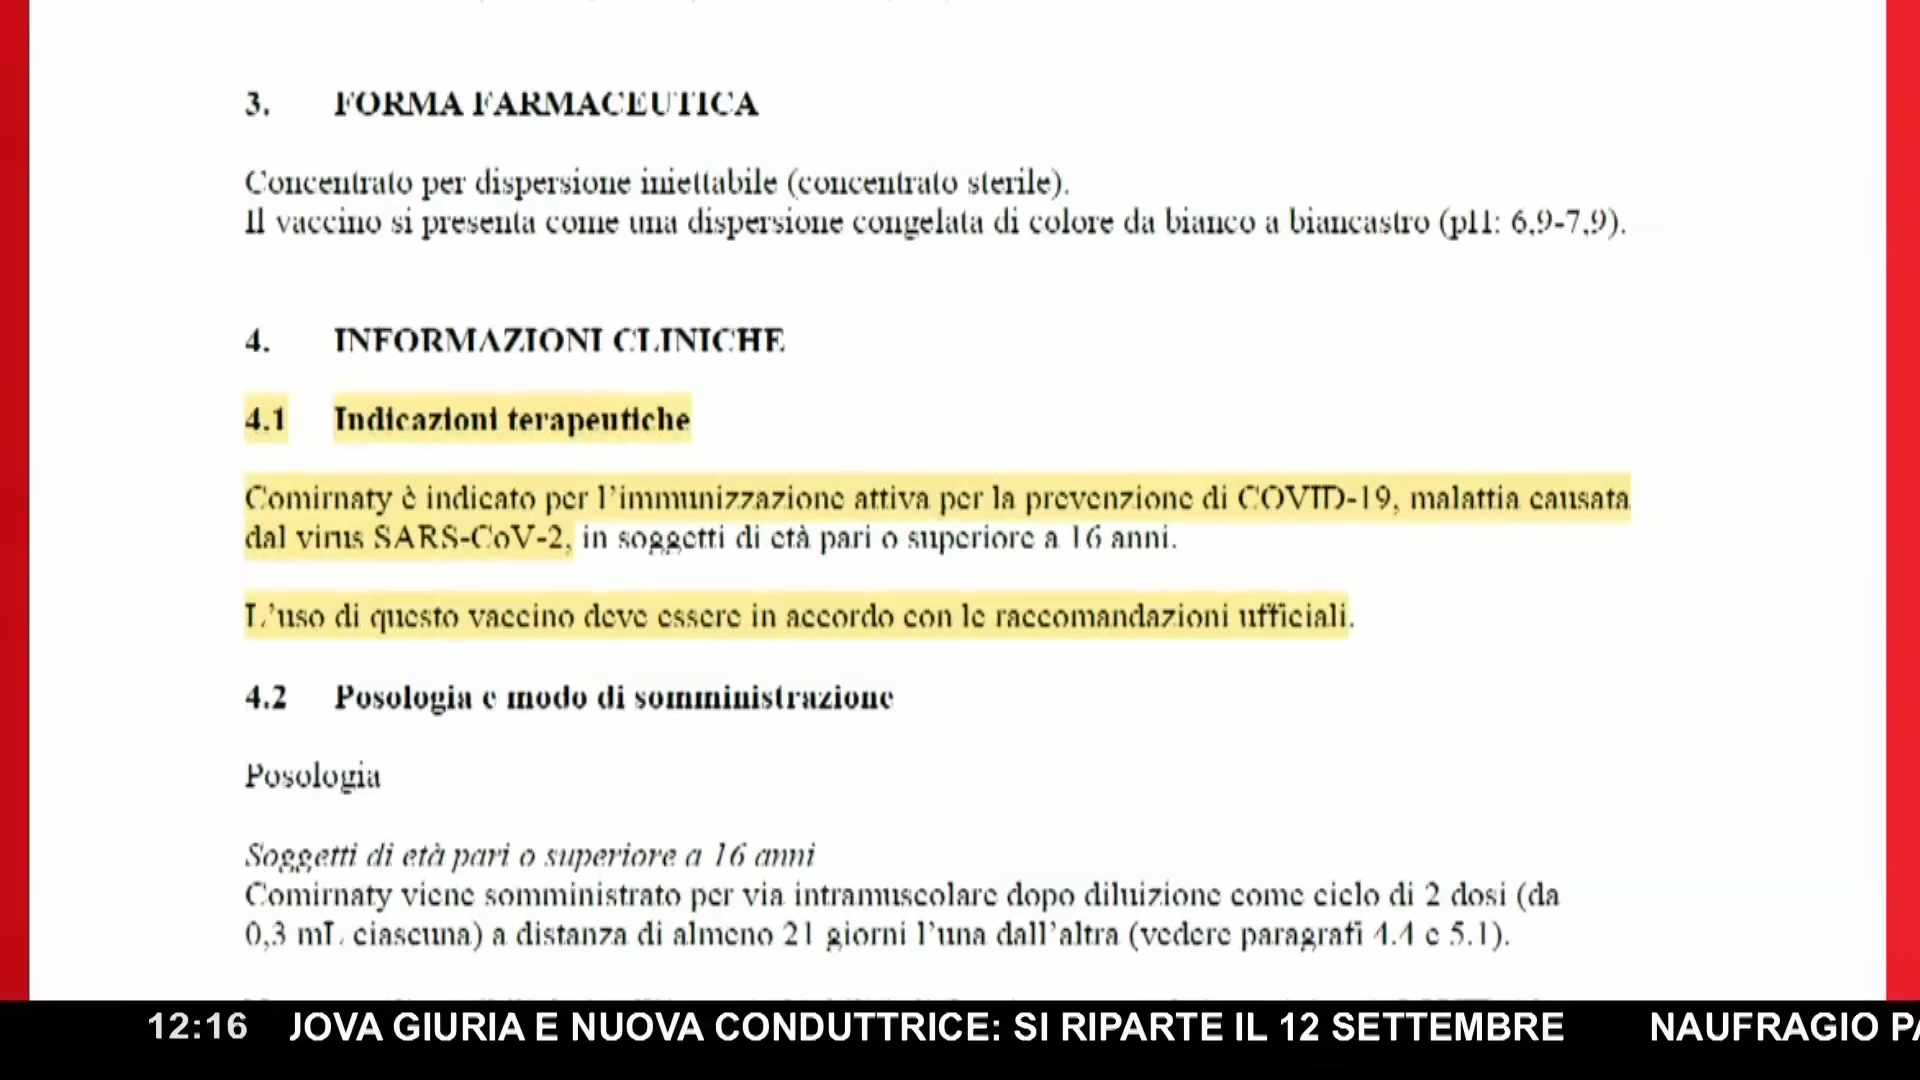 3. FORMA FARMACEUTICA
Concentrato per dispersione iniettabile (concentrato sterile).
Il vaccino si presenta come una dispersione congelata di colore da bianco a biancastro (pH: 6,9-7,9).
4. INFORMAZIONI CLINICHE
4.1 Indicazioni terapeutiche
Comirnaty è indicato per l’immunizzazione attiva per la prevenzione di COVID-19, malattia causata
dal virus SARS-CoV-2, in soggetti di età pari o superiore a 16 anni.
L’uso di questo vaccino deve essere in accordo con le raccomandazioni ufficiali.
4.2 Posologia e modo di somministrazione
Posologia
Soggetti di età pari o superiore a 16 anni
Comirnaty viene somministrato per via intramuscolare dopo diluizione come ciclo di 2 dosi (da
0,3 mL ciascuna) a distanza di almeno 21 giorni l’una dall’altra (vedere paragrafi 4.4 e 5.1).
12:16 JOVA GIURIA E NUOVA CONDUTTRICE: SI RIPARTE IL 12 SETTEMBRE NAUFRAGIO PA